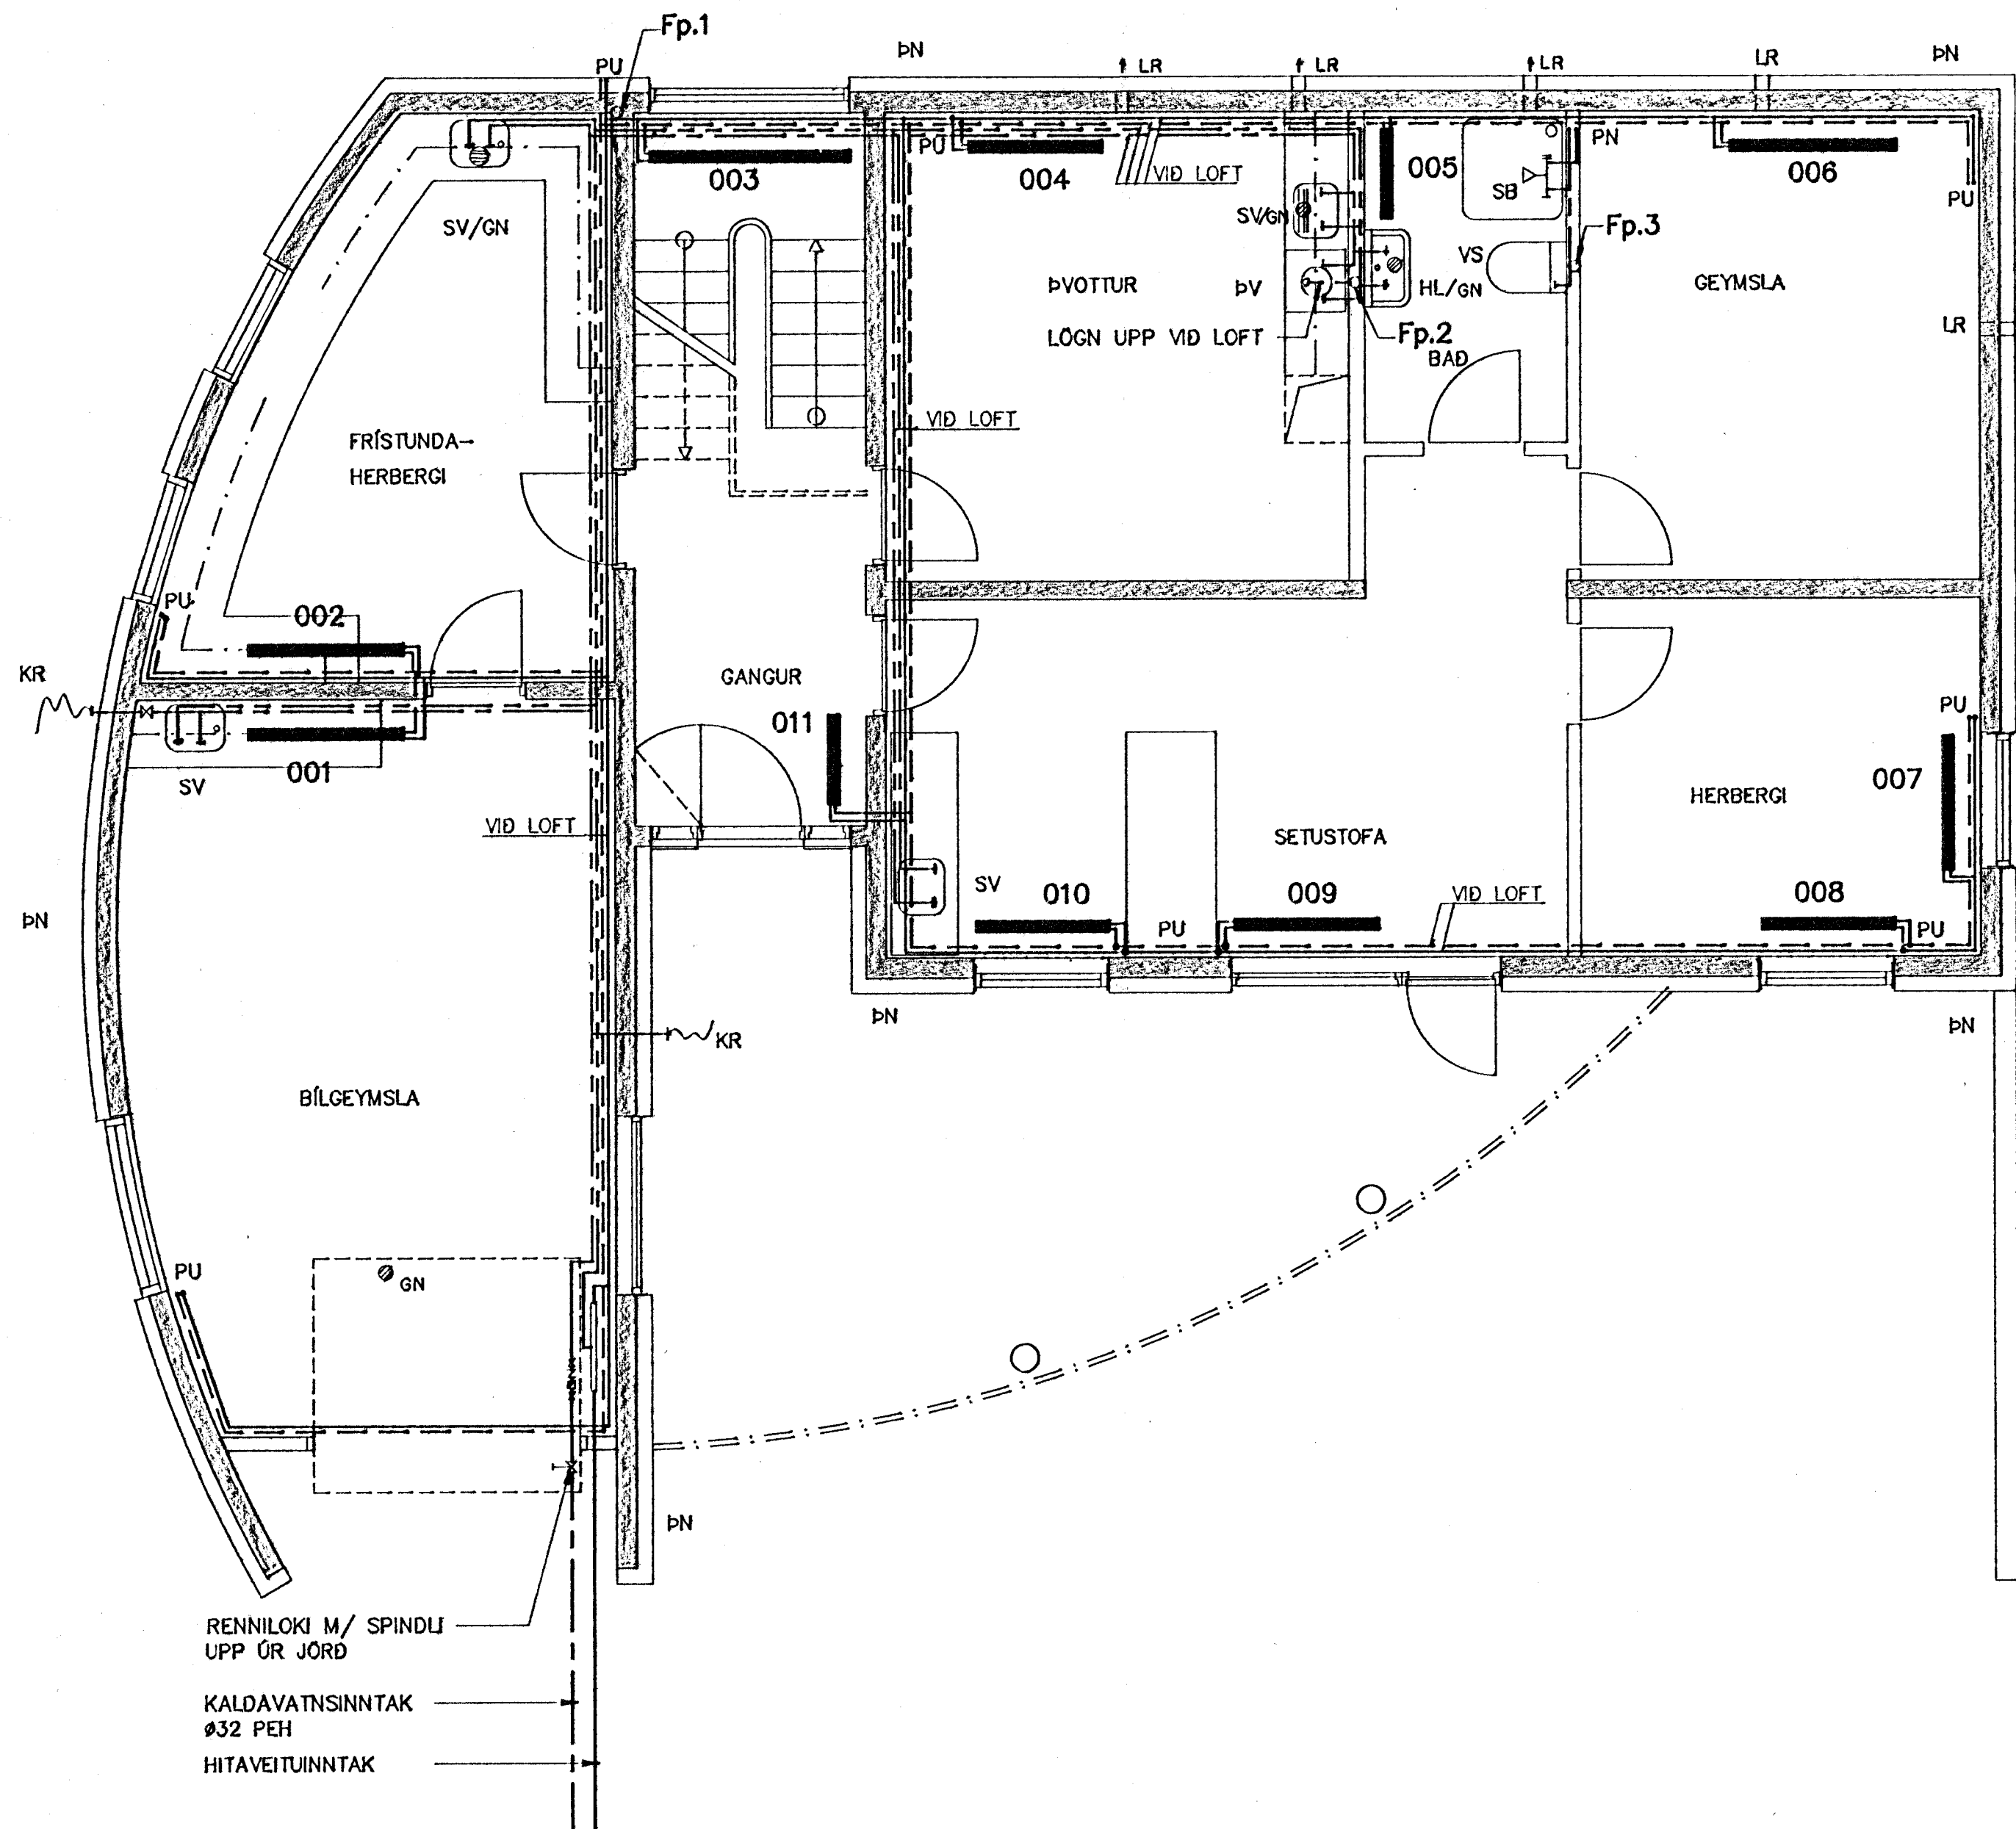 Fp.1
ÞN
PU
LR
LR
LR
LR
ÞN
003
PU
004
VIÐ LOFT
005
SB
PN
006
PU
SV/GN
SV/GN
Fp.3
VS
ÞVOTTUR
ÞV
HL/GN
GEYMSLA
LÖGN UPP VIÐ LOFT
Fp.2
BAÐ
LR
VIÐ LOFT
FRÍSTUNDA-
HERBERGI
PU
002
KR
GANGUR
011
PU
001
SV
007
HERBERGI
VIÐ LOFT
SETUSTOFA
SV
010
PU
009
VIÐ LOFT
008
PU
ÞN
KR
ÞN
ÞN
BÍLGEYMSLA
PU
GN
ÞN
RENNILOKI M/ SPINDLI
UPP ÚR JÖRÐ
KALDAVATNSINNTAK
ø32 PEH
HITAVEITUINNTAK